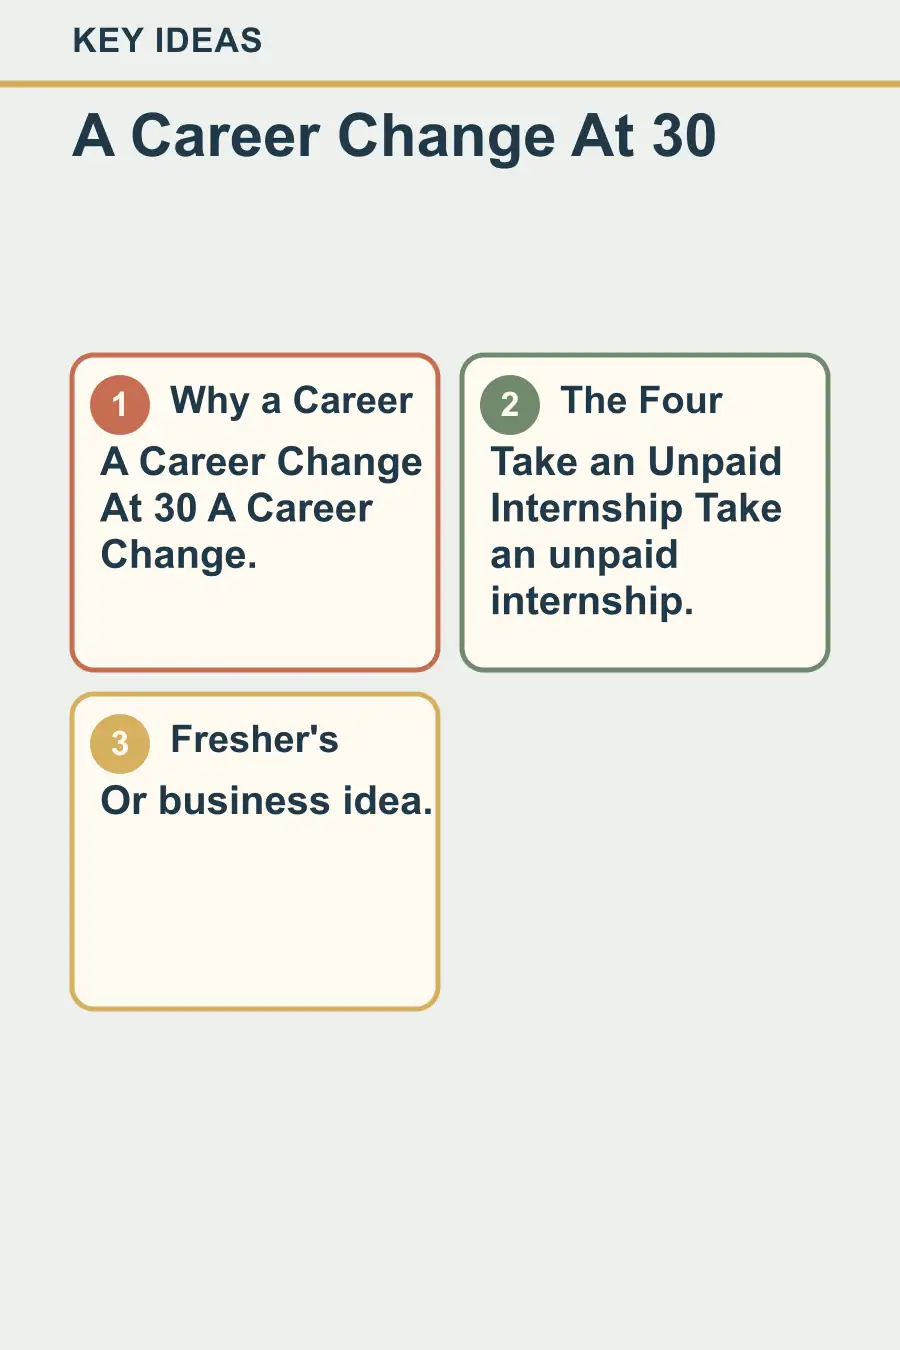 KEY IDEAS
A Career Change At 30
1
Why a Career
A Career Change
At 30 A Career
Change.
2
The Four
Take an Unpaid
Internship Take
an unpaid
internship.
3
Fresher's
Or business idea.